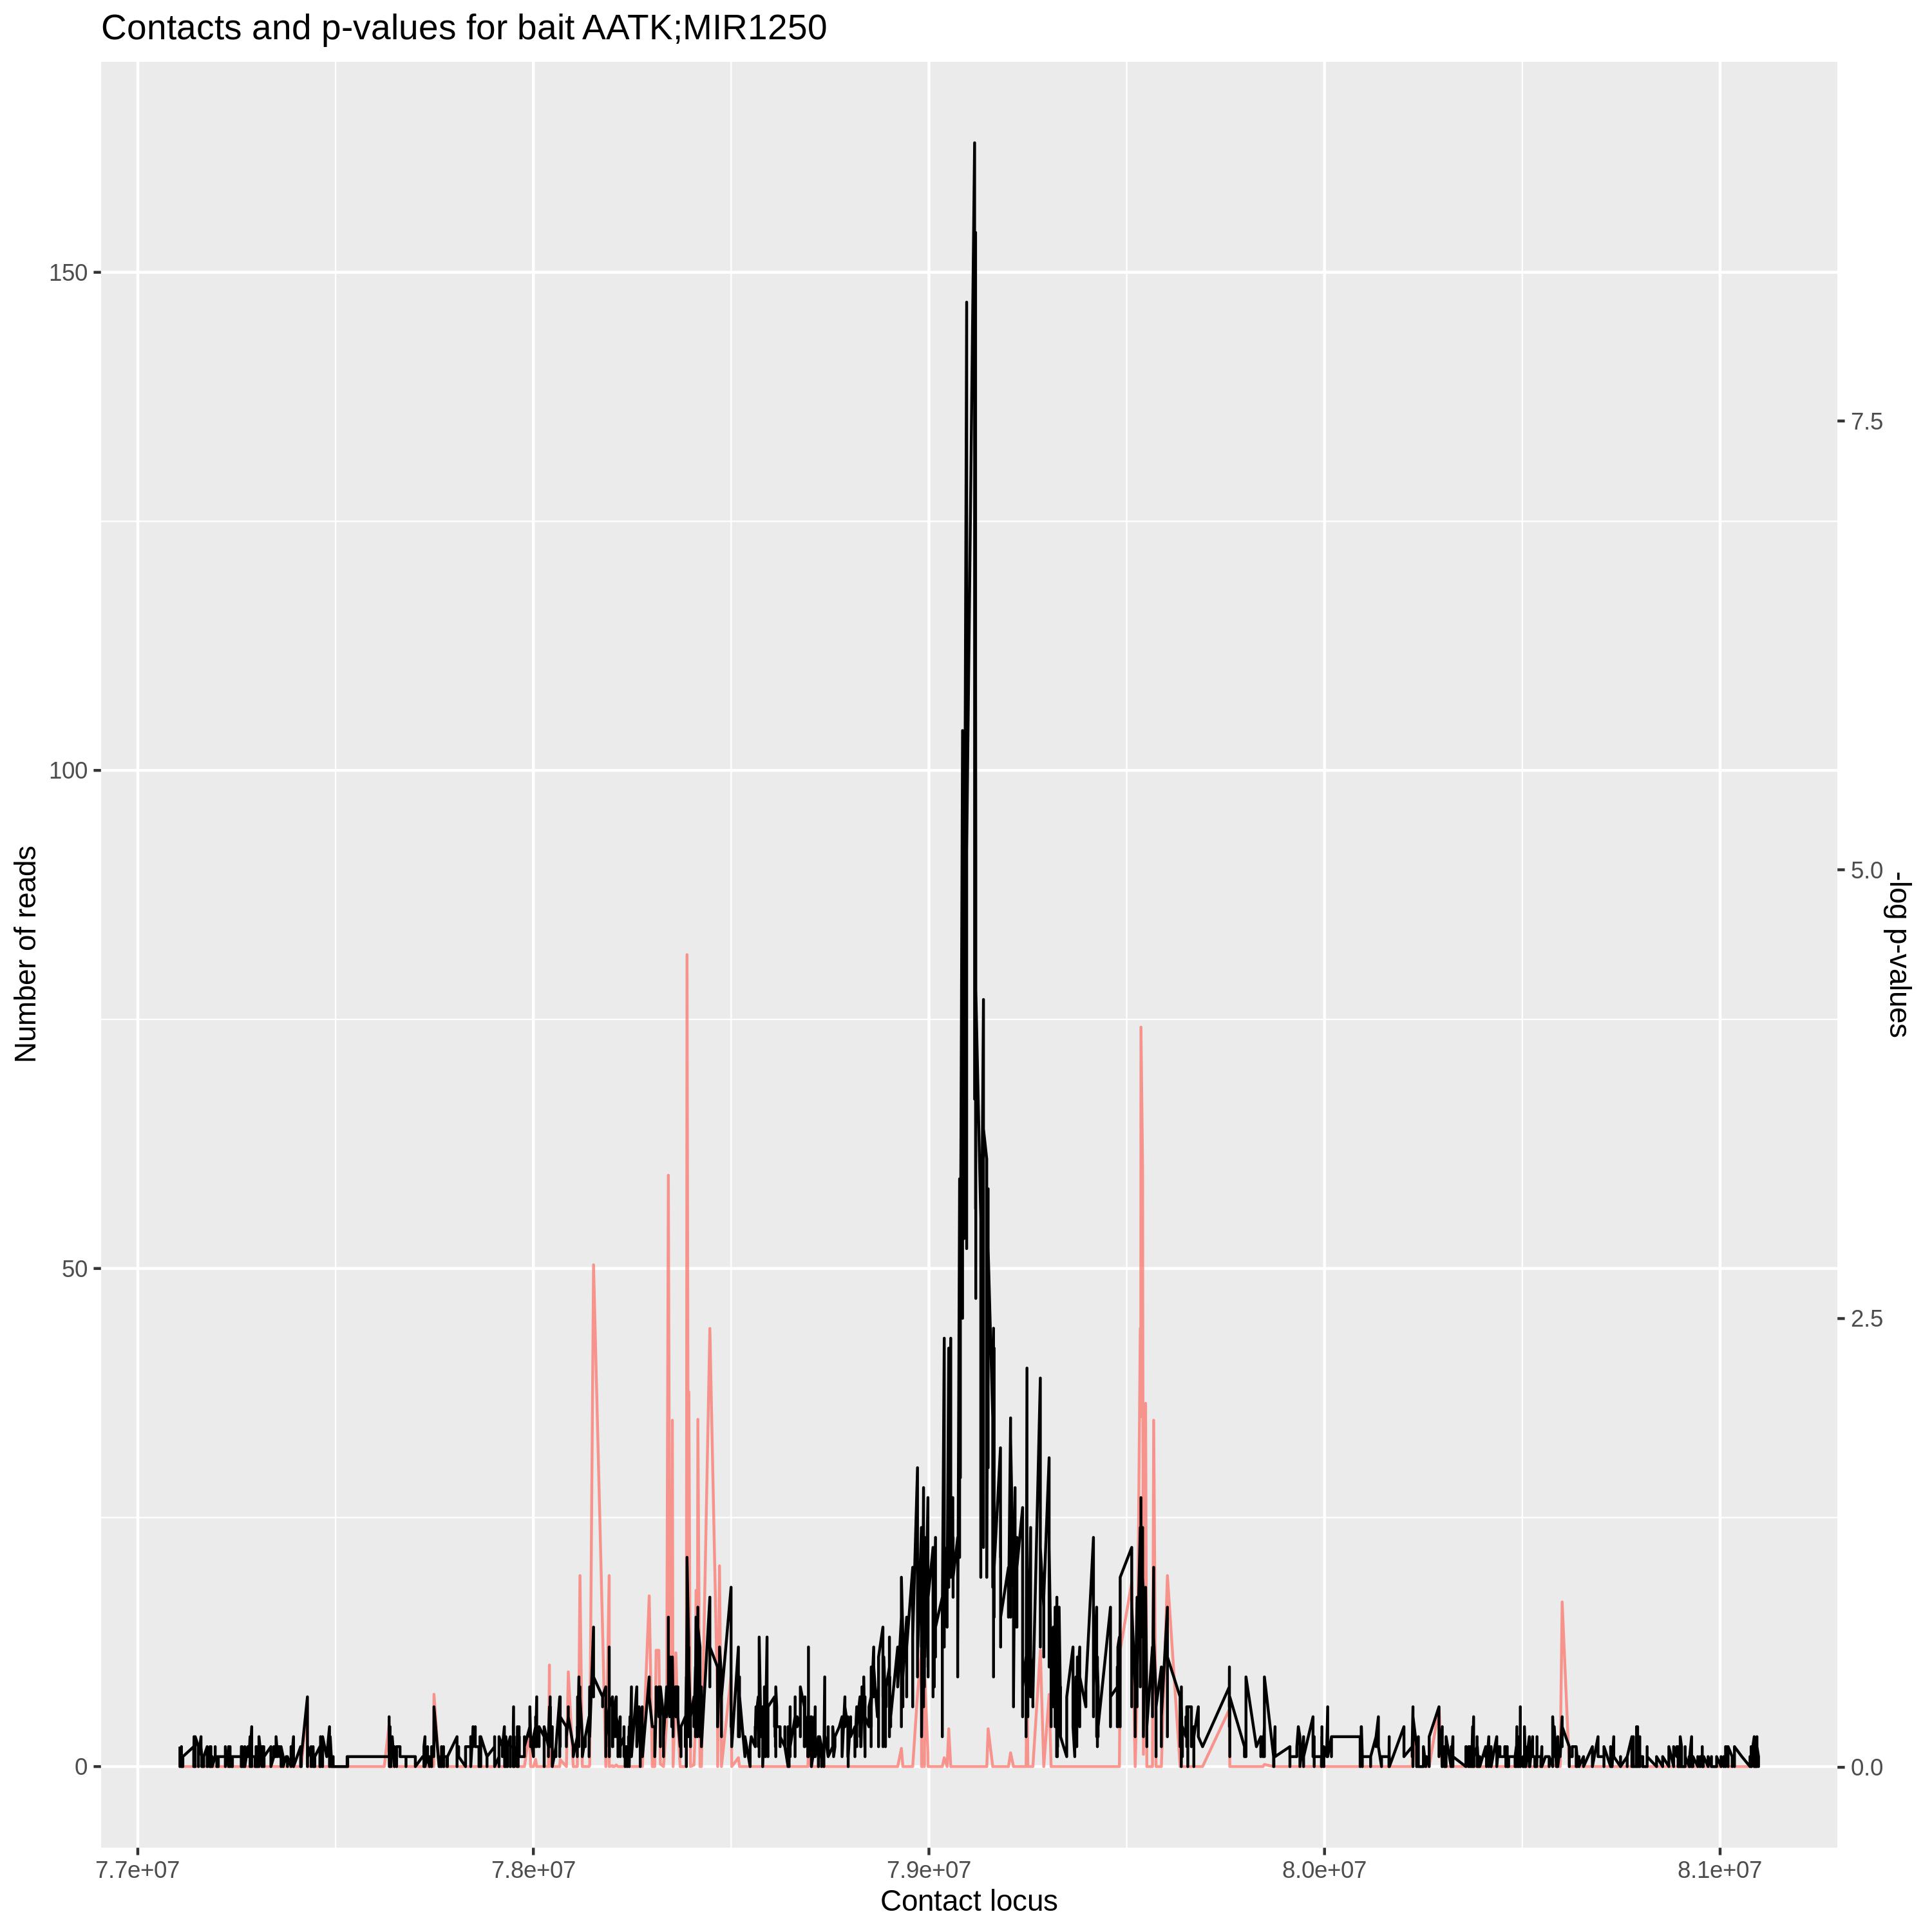 Contacts and p-values for bait AATK;MIR1250
150
100
50
0
Number of reads
7.5
5.0
2.5
0.0
-log p-values
7.7e+07 7.8e+07 7.9e+07 8.0e+07 8.1e+07
Contact locus